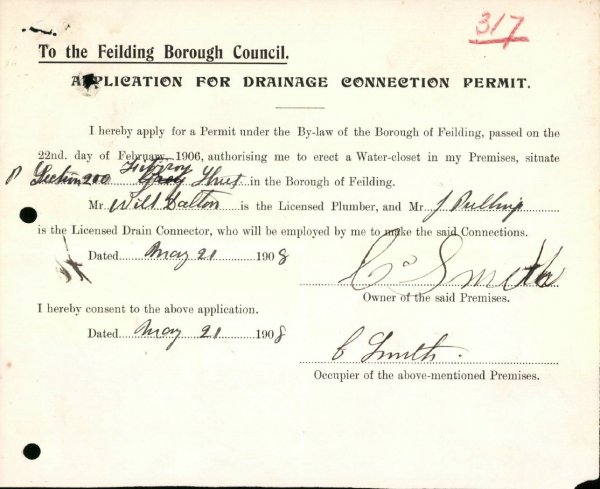 317
To the Feilding Borough Council.
APPLICATION FOR DRAINAGE CONNECTION PERMIT.
I hereby apply for a Permit under the By-law of the Borough of Feilding, passed on
22nd. day of February, 1906, authorising me to erect a Water-closet in my Premises, situate
Fitzroy
Section 200 Grey Street in the Borough of Feilding.
Mr Will Dalton is the Licensed Plumber, and Mr J Pulling
is the Licensed Drain Connector, who will be employed by me to make the said Connections.
Dated May 21 1908
C Smith
Owner of the said Premises.
I hereby consent to the above application.
Dated May 21 1908
C Smith.
Occupier of the above-mentioned Premises.